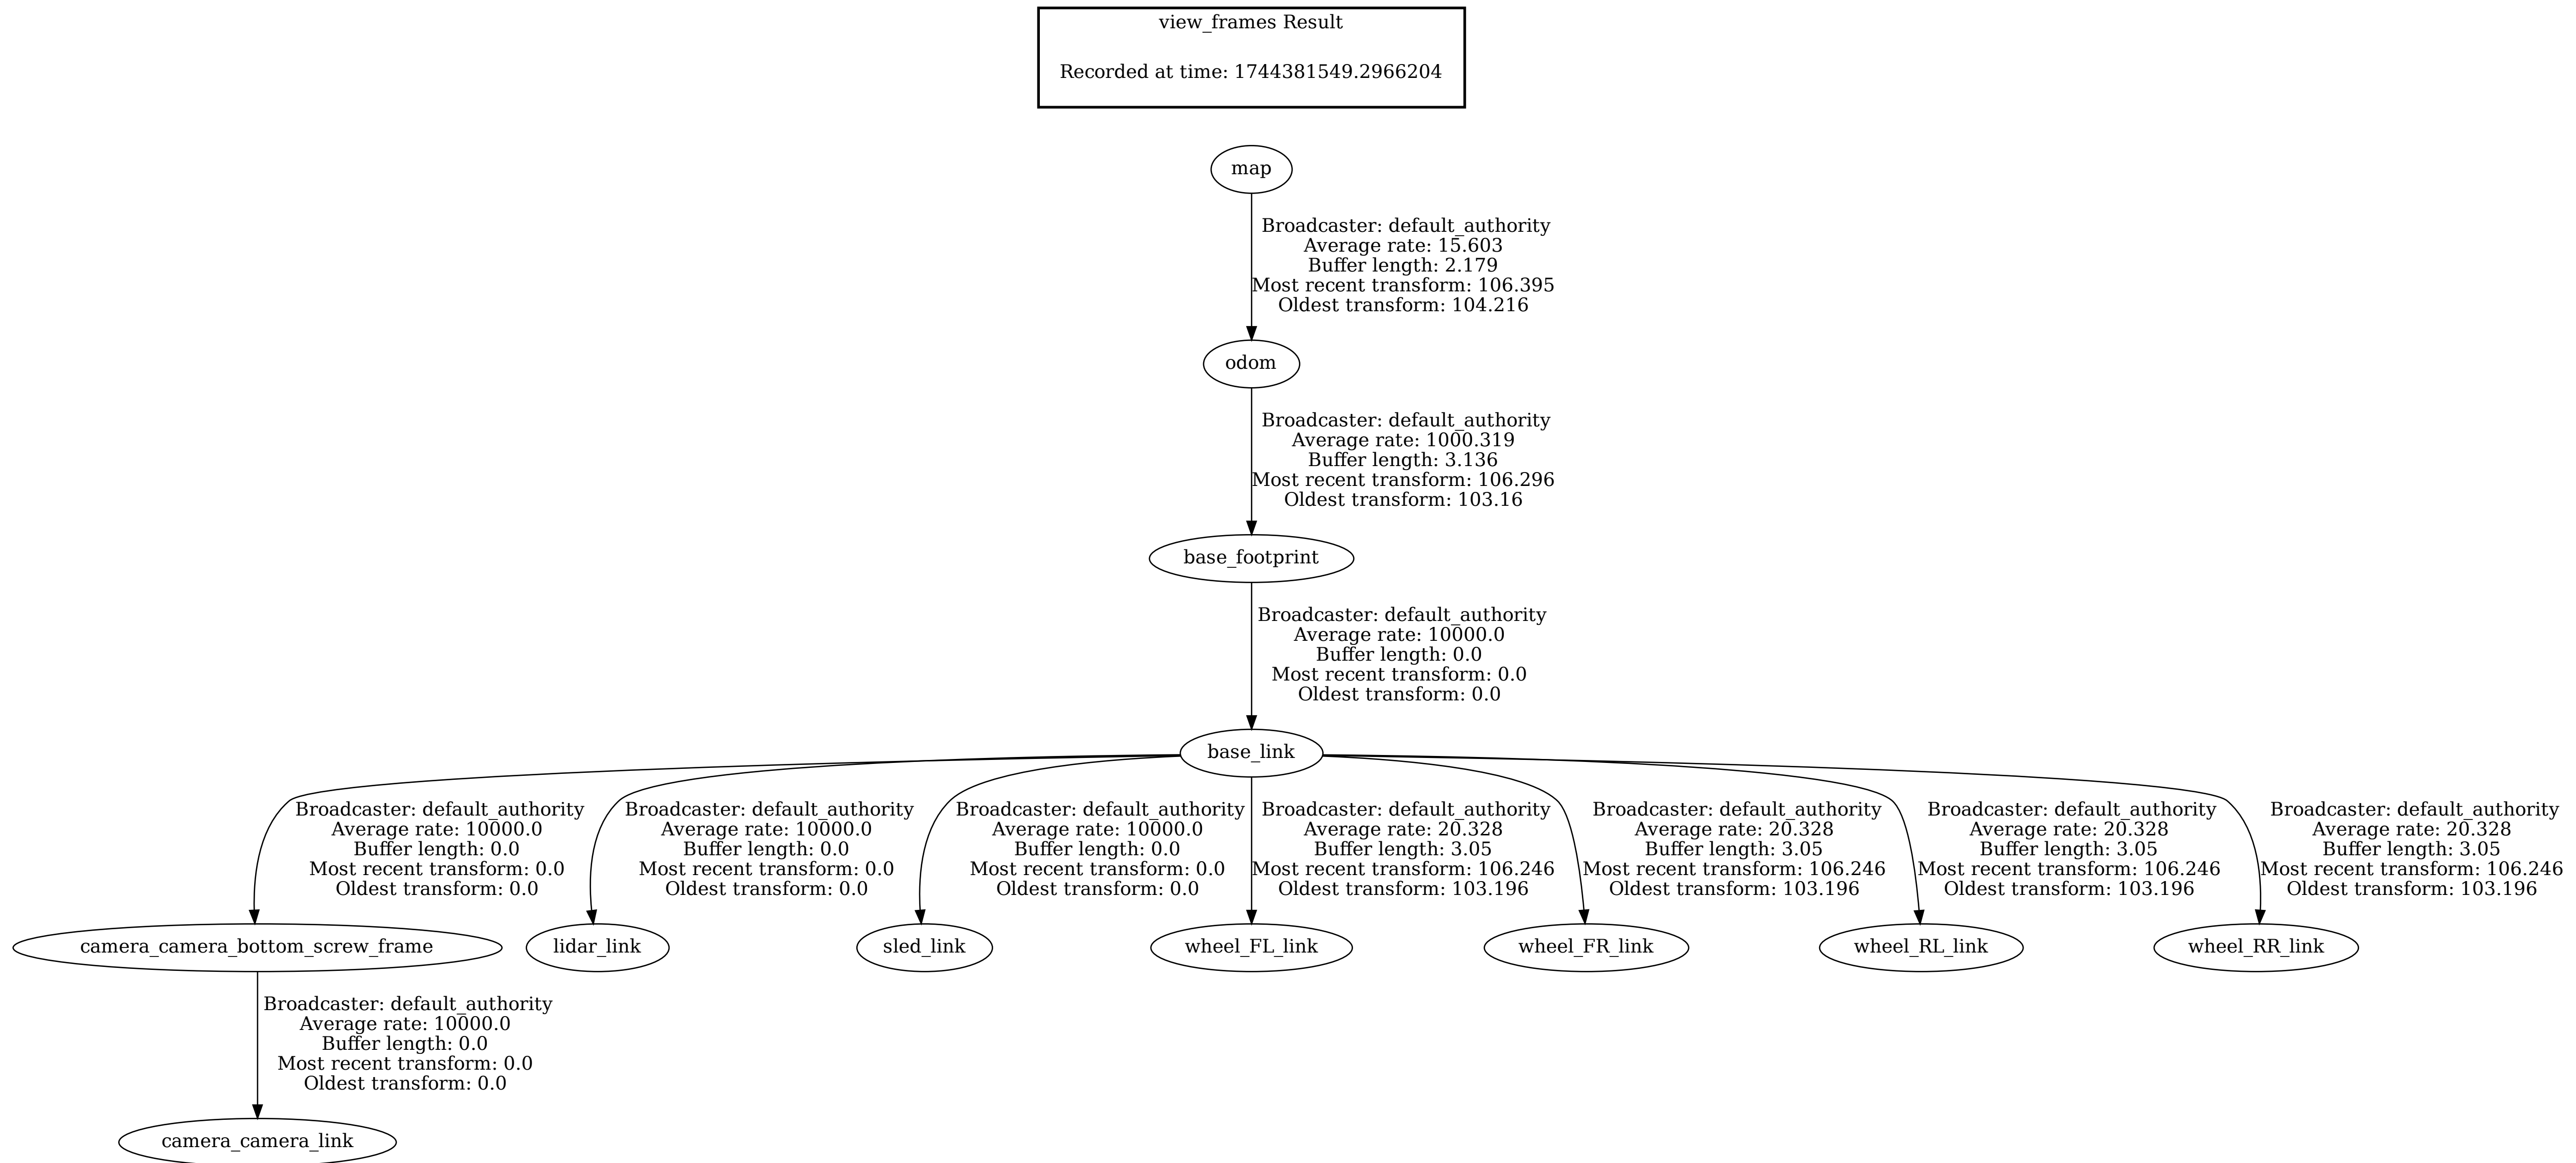 view_frames Result
Recorded at time: 1744381549.2966204
map
Broadcaster: default_authority
Average rate: 15.603
Buffer length: 2.179
Most recent transform: 106.395
Oldest transform: 104.216
odom
Broadcaster: default_authority
Average rate: 1000.319
Buffer length: 3.136
Most recent transform: 106.296
Oldest transform: 103.16
base_footprint
Broadcaster: default_authority
Average rate: 10000.0
Buffer length: 0.0
Most recent transform: 0.0
Oldest transform: 0.0
base_link
Broadcaster: default_authority
Average rate: 10000.0
Buffer length: 0.0
Most recent transform: 0.0
Oldest transform: 0.0
Broadcaster: default_authority
Average rate: 10000.0
Buffer length: 0.0
Most recent transform: 0.0
Oldest transform: 0.0
Broadcaster: default_authority
Average rate: 10000.0
Buffer length: 0.0
Most recent transform: 0.0
Oldest transform: 0.0
Broadcaster: default_authority
Average rate: 20.328
Buffer length: 3.05
Most recent transform: 106.246
Oldest transform: 103.196
Broadcaster: default_authority
Average rate: 20.328
Buffer length: 3.05
Most recent transform: 106.246
Oldest transform: 103.196
Broadcaster: default_authority
Average rate: 20.328
Buffer length: 3.05
Most recent transform: 106.246
Oldest transform: 103.196
Broadcaster: default_authority
Average rate: 20.328
Buffer length: 3.05
Most recent transform: 106.246
Oldest transform: 103.196
camera_camera_bottom_screw_frame
lidar_link
sled_link
wheel_FL_link
wheel_FR_link
wheel_RL_link
wheel_RR_link
Broadcaster: default_authority
Average rate: 10000.0
Buffer length: 0.0
Most recent transform: 0.0
Oldest transform: 0.0
camera_camera_link